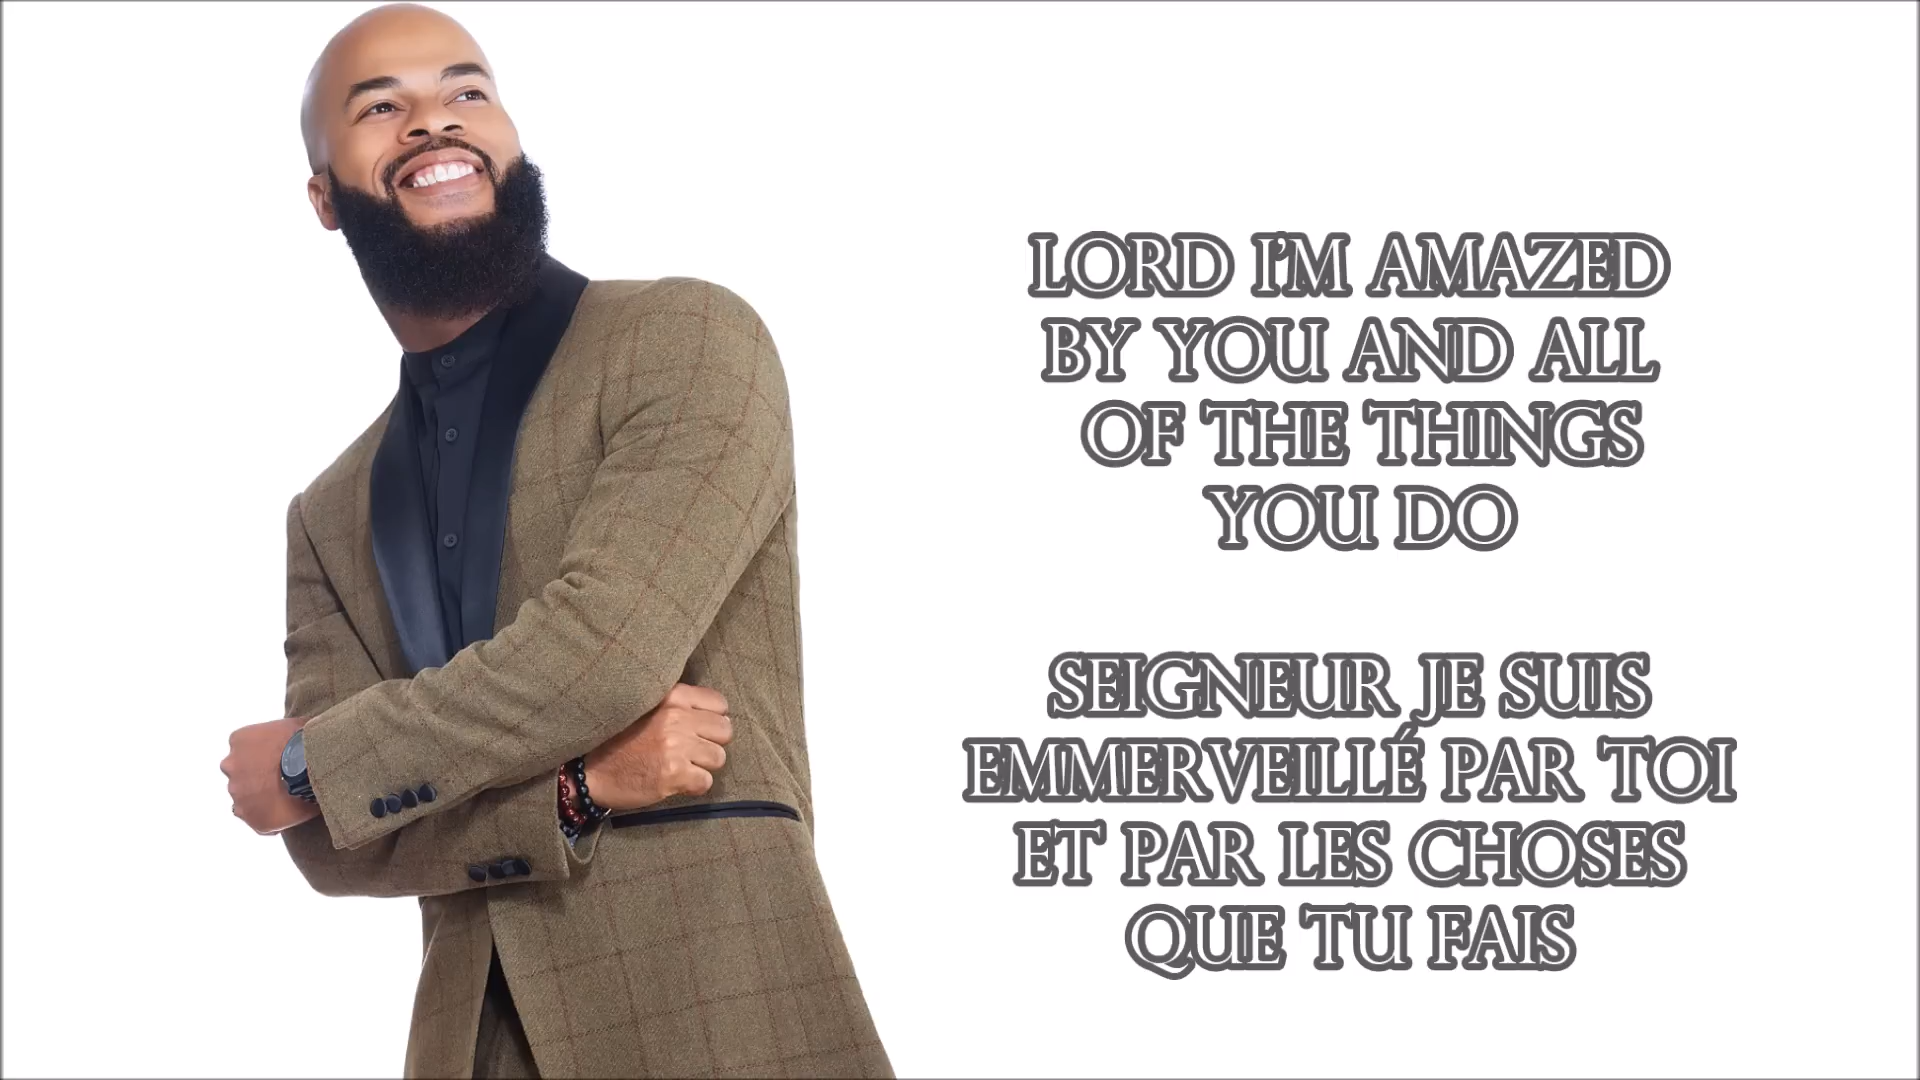 LORD I'M AMAZED
BY YOU AND ALL
OF THE THINGS
YOU DO
SEIGNEUR JE SUIS
EMMERVEILLÉ PAR TOI
ET PAR LES CHOSES
QUE TU FAIS